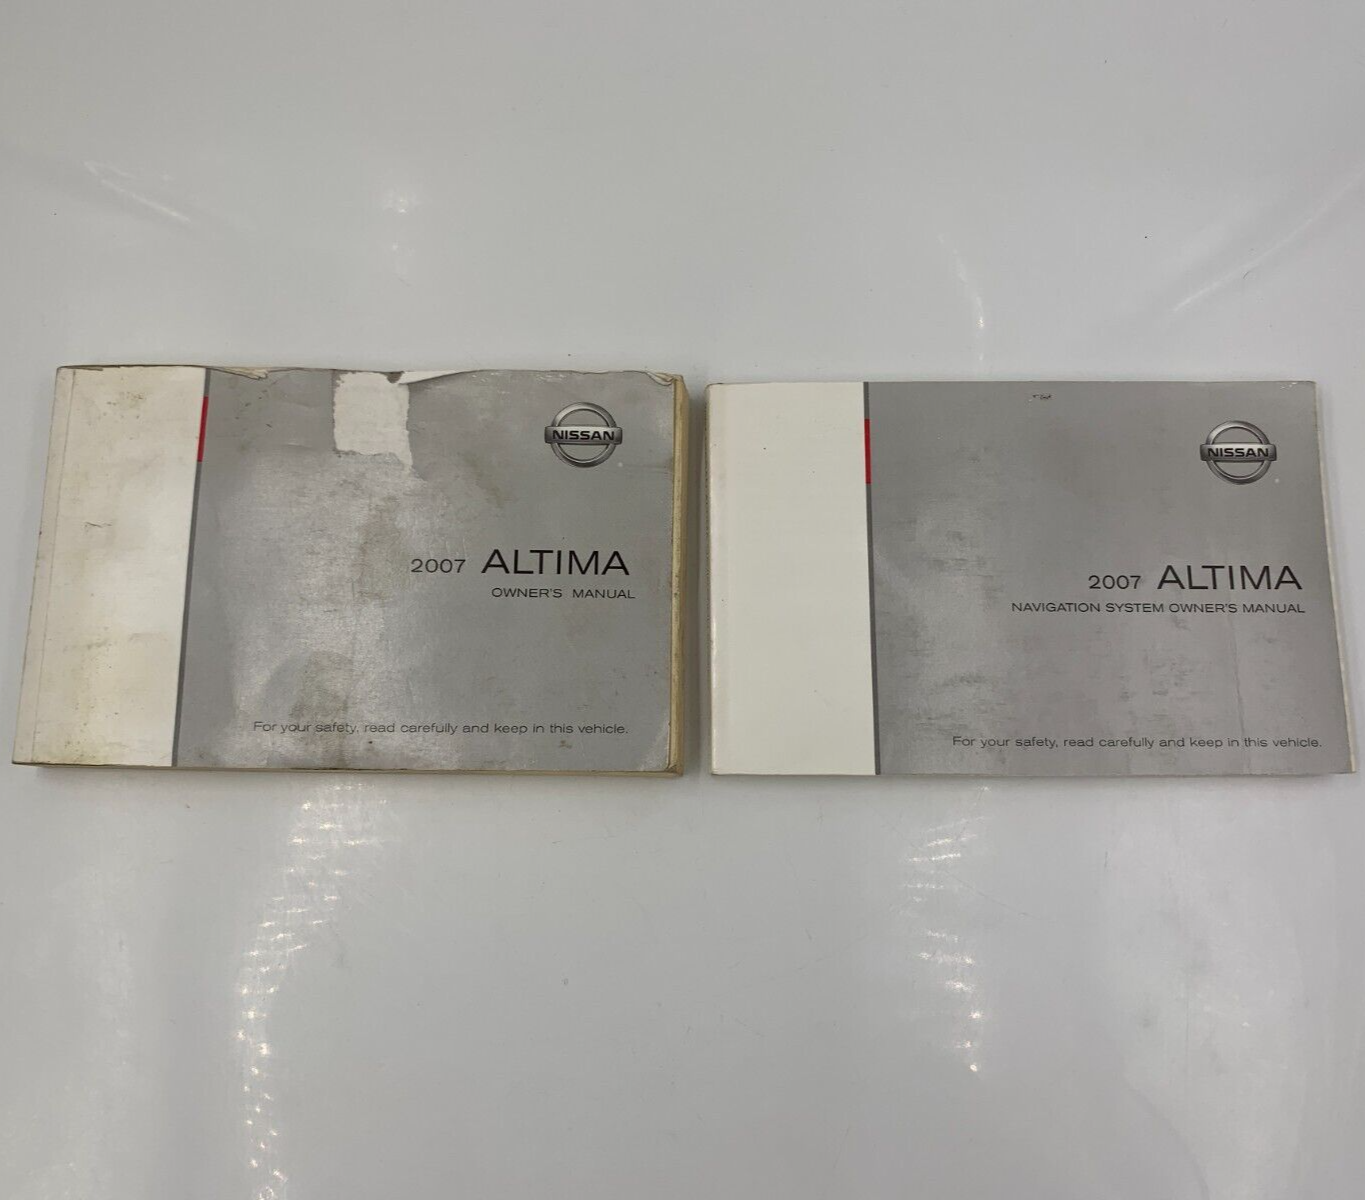 NISSAN
2007 ALTIMA
OWNER'S MANUAL
For your safety, read carefully and keep in this vehicle.
NISSAN
2007 ALTIMA
NAVIGATION SYSTEM OWNER'S MANUAL
For your safety, read carefully and keep in this vehicle.